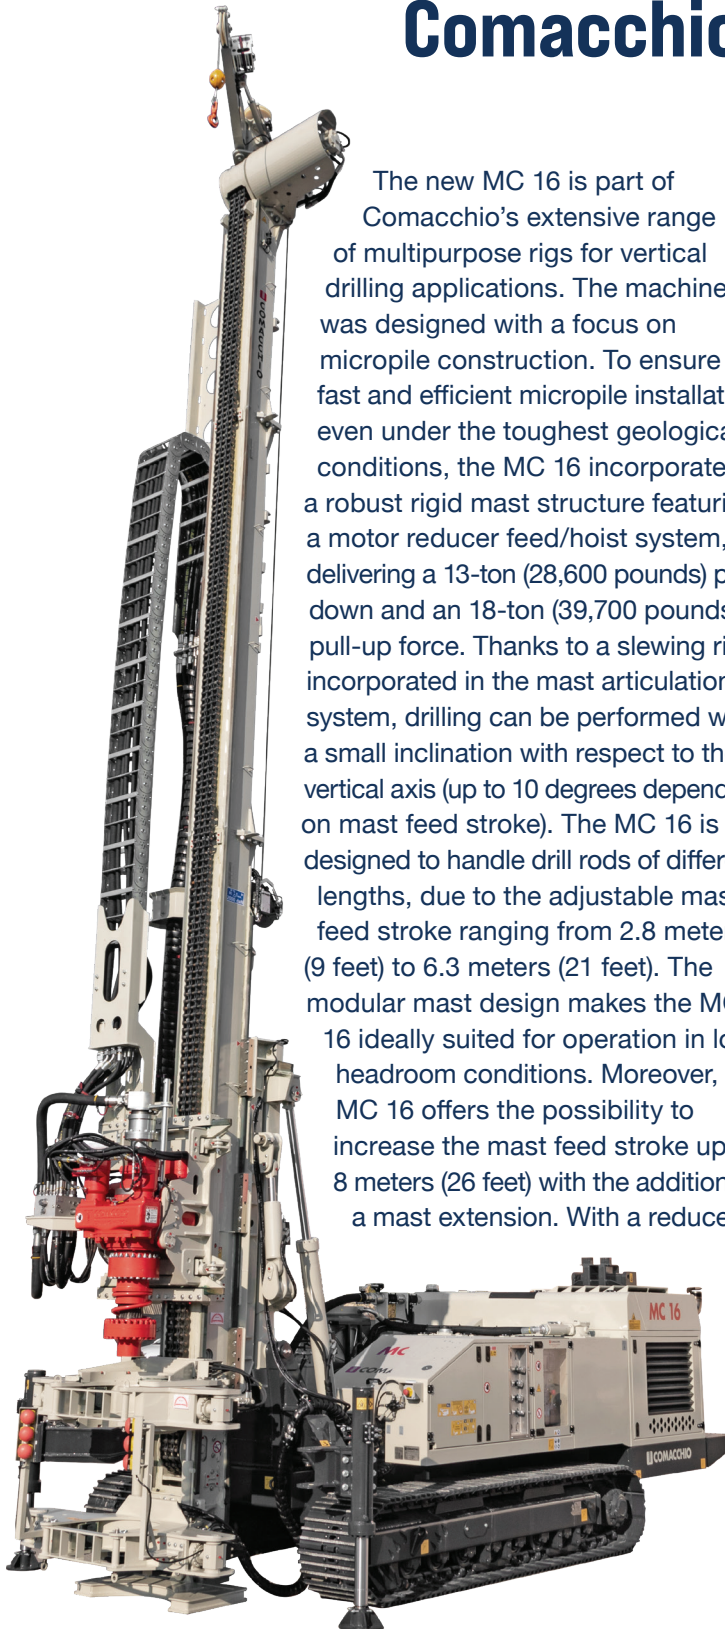 Comacchio
The new MC 16 is part of
Comacchio’s extensive range
of multipurpose rigs for vertical
drilling applications. The machine
was designed with a focus on
micropile construction. To ensure
fast and efficient micropile installat
even under the toughest geologica
conditions, the MC 16 incorporate
a robust rigid mast structure featuri
a motor reducer feed/hoist system,
delivering a 13-ton (28,600 pounds) p
down and an 18-ton (39,700 pounds
pull-up force. Thanks to a slewing ri
incorporated in the mast articulation
system, drilling can be performed w
a small inclination with respect to th
vertical axis (up to 10 degrees depend
on mast feed stroke). The MC 16 is
designed to handle drill rods of differ
lengths, due to the adjustable mas
feed stroke ranging from 2.8 mete
(9 feet) to 6.3 meters (21 feet). The
modular mast design makes the MC
16 ideally suited for operation in lo
headroom conditions. Moreover,
MC 16 offers the possibility to
increase the mast feed stroke up
8 meters (26 feet) with the addition
a mast extension. With a reduce
COMACCHIO
MC 16
MC
COMA
COMACCHIO